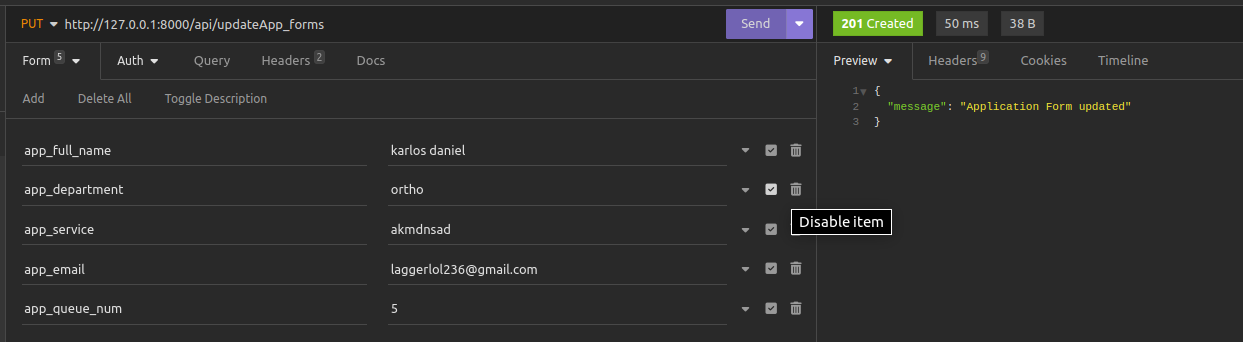 PUT http://127.0.0.1:8000/api/updateApp_forms Send 201 Created 50 ms 38 B
Form 5 Auth Query Headers 2 Docs Preview Headers 9 Cookies Timeline
Add Delete All Toggle Description
1 {
2 "message": "Application Form updated"
3 }
app_full_name karlos daniel
app_department ortho
Disable item
app_service akmdnsad
app_email laggerlol236@gmail.com
app_queue_num 5